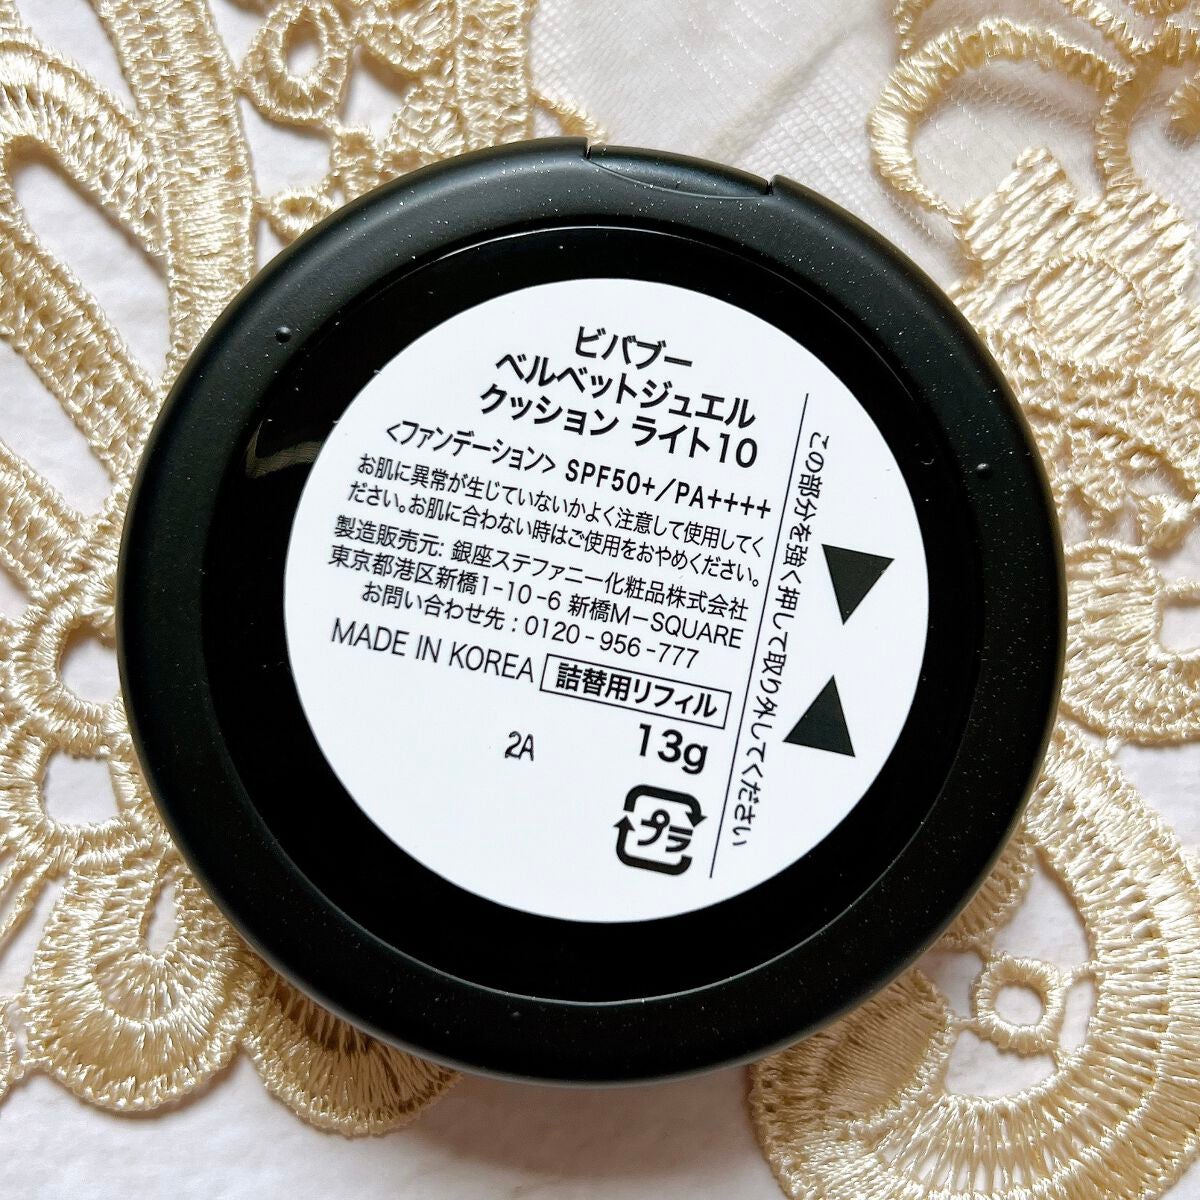 ビバブー
ベルベットジュエル
クッション ライト10
<ファンデーション> SPF50+/PA++++
お肌に異常が生じていないかよく注意して使用してく
ださい。お肌に合わない時はご使用をおやめください。
製造販売元: 銀座ステファニー化粧品株式会社
東京都港区新橋1-10-6 新橋M－SQUARE
お問い合わせ先 : 0120-956-777
MADE IN KOREA 詰替用リフィル
13g
2A
プラ
この部分を強く押して取り外してください